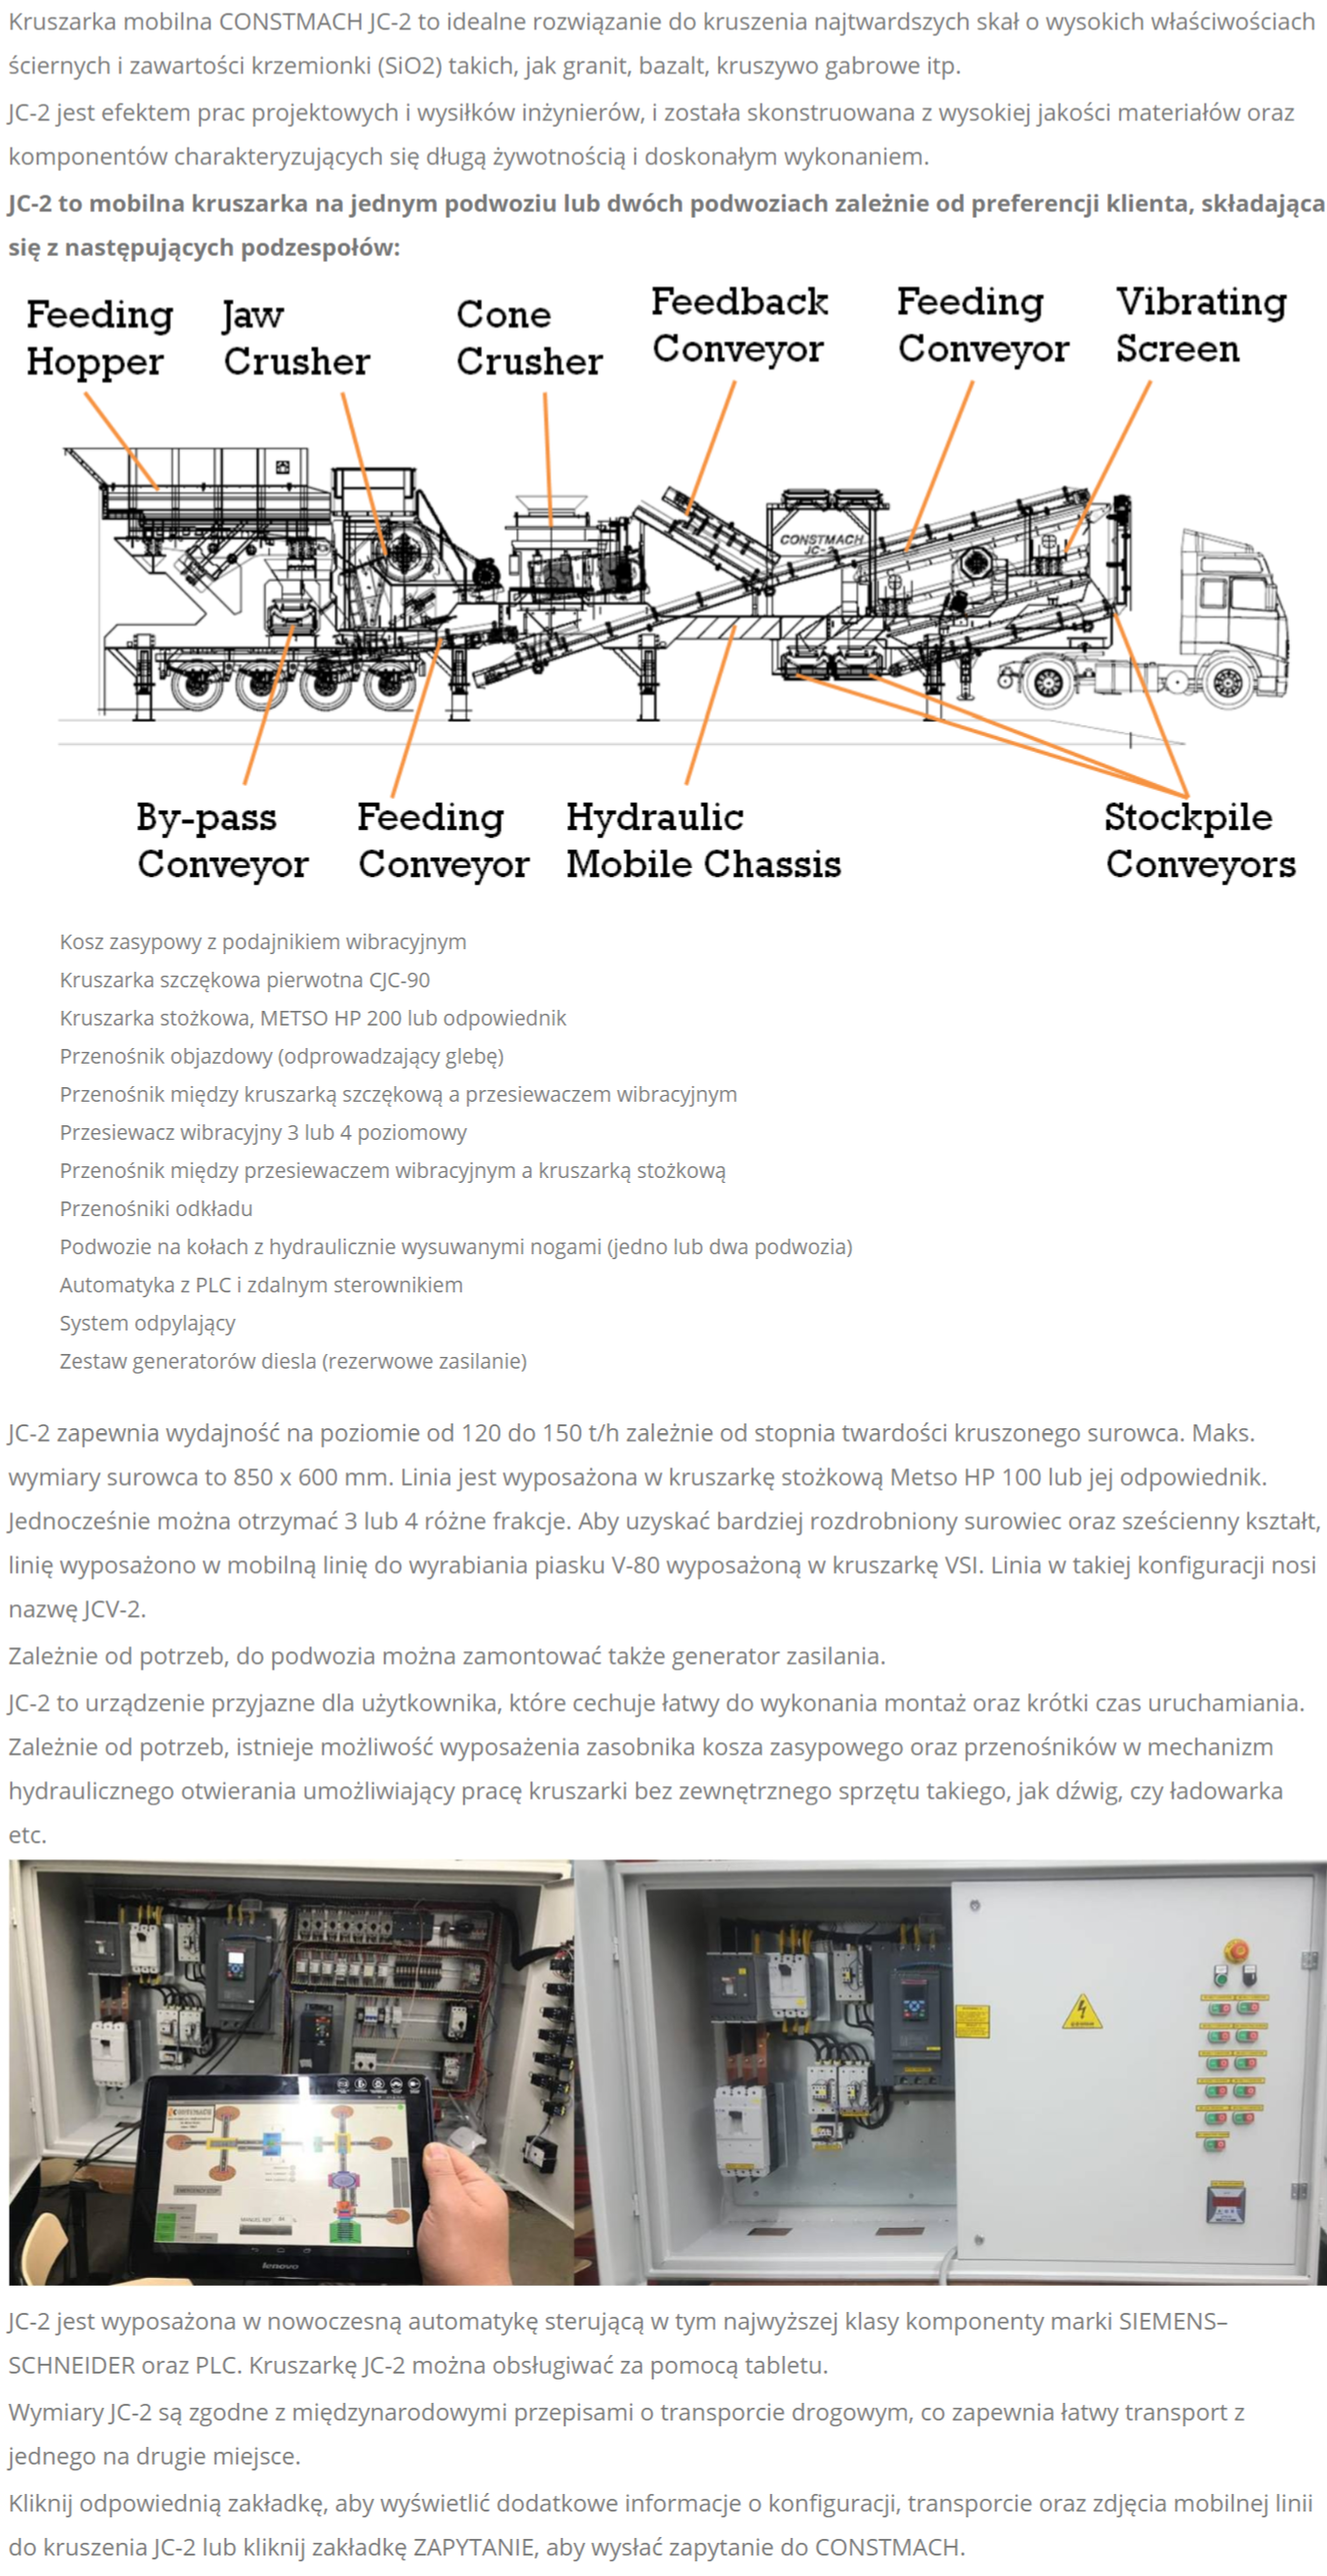 Kruszarka mobilna CONSTMACH JC-2 to idealne rozwiązanie do kruszenia najtwardszych skał o wysokich właściwościach
ściernych i zawartości krzemionki (SiO2) takich, jak granit, bazalt, kruszywo gabrowe itp.
JC-2 jest efektem prac projektowych i wysiłków inżynierów, i została skonstruowana z wysokiej jakości materiałów oraz
komponentów charakteryzujących się długą żywotnością i doskonałym wykonaniem.
JC-2 to mobilna kruszarka na jednym podwoziu lub dwóch podwoziach zależnie od preferencji klienta, składająca
się z następujących podzespołów:
Feeding
Hopper
Jaw
Crusher
Cone
Crusher
Feedback
Conveyor
Feeding
Conveyor
Vibrating
Screen
CONSTMACH
JC-2
By-pass
Conveyor
Feeding
Conveyor
Hydraulic
Mobile Chassis
Stockpile
Conveyors
Kosz zasypowy z podajnikiem wibracyjnym
Kruszarka szczękowa pierwotna CJC-90
Kruszarka stożkowa, METSO HP 200 lub odpowiednik
Przenośnik objazdowy (odprowadzający glebę)
Przenośnik między kruszarką szczękową a przesiewaczem wibracyjnym
Przesiewacz wibracyjny 3 lub 4 poziomowy
Przenośnik między przesiewaczem wibracyjnym a kruszarką stożkową
Przenośniki odkładu
Podwozie na kołach z hydraulicznie wysuwanymi nogami (jedno lub dwa podwozia)
Automatyka z PLC i zdalnym sterownikiem
System odpylający
Zestaw generatorów diesla (rezerwowe zasilanie)
JC-2 zapewnia wydajność na poziomie od 120 do 150 t/h zależnie od stopnia twardości kruszonego surowca. Maks.
wymiary surowca to 850 x 600 mm. Linia jest wyposażona w kruszarkę stożkową Metso HP 100 lub jej odpowiednik.
Jednocześnie można otrzymać 3 lub 4 różne frakcje. Aby uzyskać bardziej rozdrobniony surowiec oraz sześcienny kształt,
linię wyposażono w mobilną linię do wyrabiania piasku V-80 wyposażoną w kruszarkę VSI. Linia w takiej konfiguracji nosi
nazwę JCV-2.
Zależnie od potrzeb, do podwozia można zamontować także generator zasilania.
JC-2 to urządzenie przyjazne dla użytkownika, które cechuje łatwy do wykonania montaż oraz krótki czas uruchamiania.
Zależnie od potrzeb, istnieje możliwość wyposażenia zasobnika kosza zasypowego oraz przenośników w mechanizm
hydraulicznego otwierania umożliwiający pracę kruszarki bez zewnętrznego sprzętu takiego, jak dźwig, czy ładowarka
etc.
CONSTMACH
EMERGENCY STOP
lenovo
JC-2 jest wyposażona w nowoczesną automatykę sterującą w tym najwyższej klasy komponenty marki SIEMENS–
SCHNEIDER oraz PLC. Kruszarkę JC-2 można obsługiwać za pomocą tabletu.
Wymiary JC-2 są zgodne z międzynarodowymi przepisami o transporcie drogowym, co zapewnia łatwy transport z
jednego na drugie miejsce.
Kliknij odpowiednią zakładkę, aby wyświetlić dodatkowe informacje o konfiguracji, transporcie oraz zdjęcia mobilnej linii
do kruszenia JC-2 lub kliknij zakładkę ZAPYTANIE, aby wysłać zapytanie do CONSTMACH.